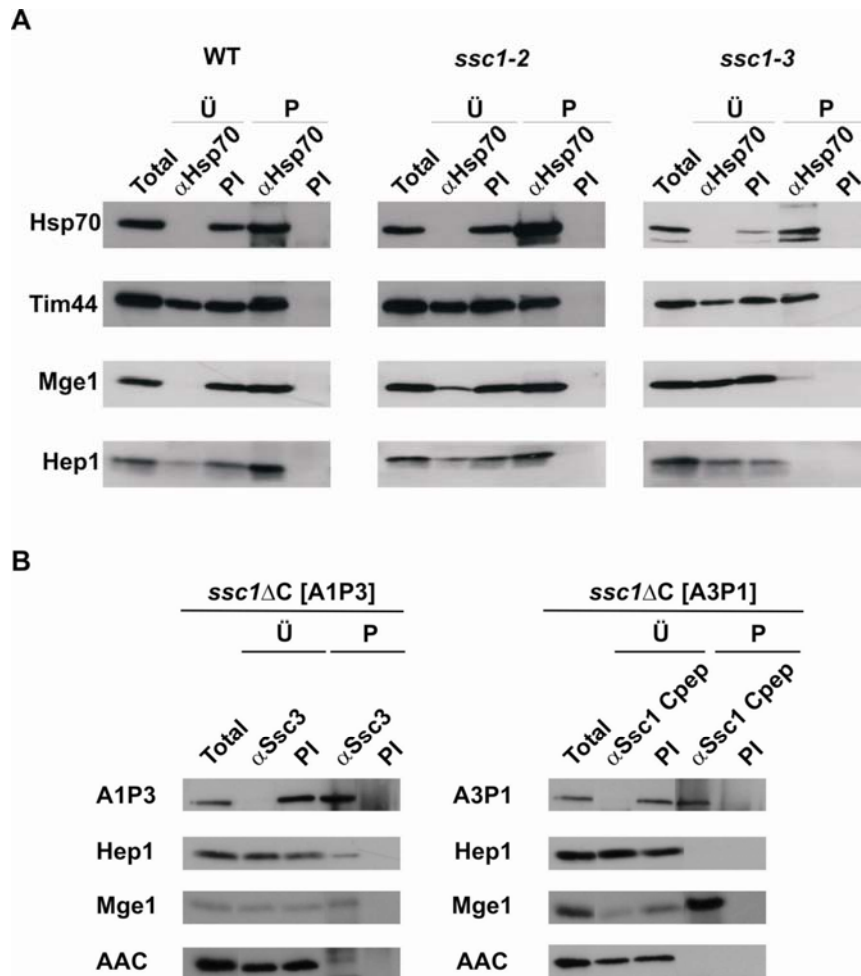 A
WT ssc1-2 ssc1-3
Ü P Ü P Ü P
Total αHsp70 PI αHsp70 PI Total αHsp70 PI αHsp70 PI Total αHsp70 PI αHsp70 PI
Hsp70
Tim44
Mge1
Hep1
B
ssc1ΔC [A1P3] ssc1ΔC [A3P1]
Ü P Ü P
Total αSsc3 PI αSsc3 PI Total αSsc1 Cpep PI αSsc1 Cpep PI
A1P3 A3P1
Hep1 Hep1
Mge1 Mge1
AAC AAC